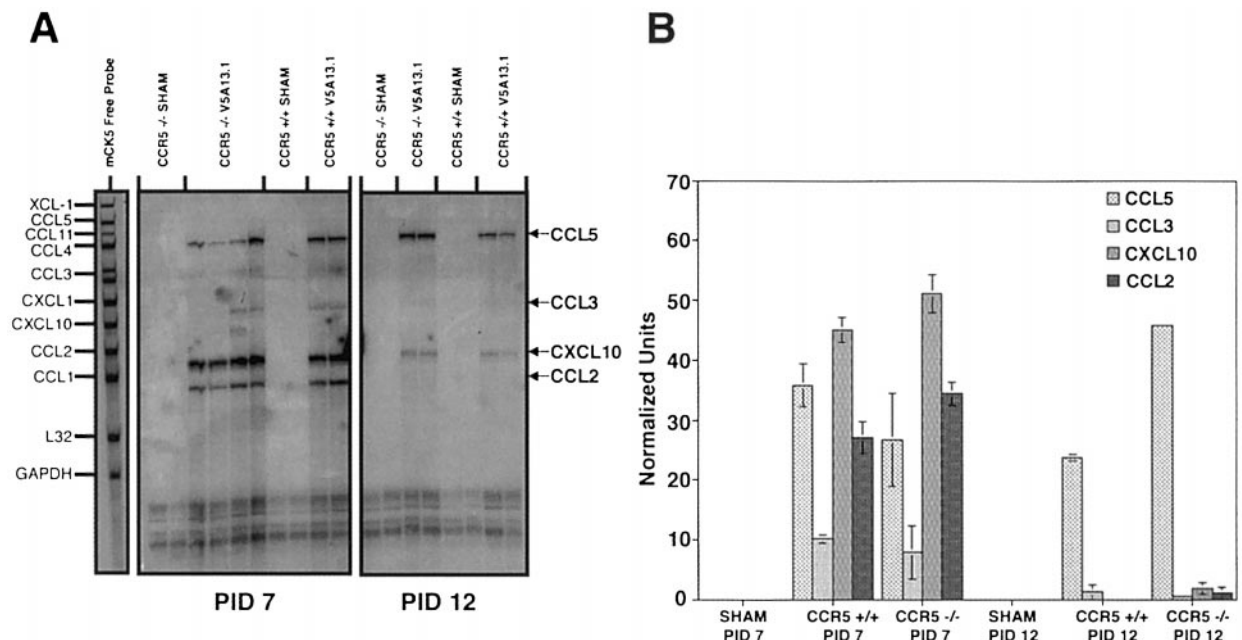 A
mCK5 Free Probe
CCR5 -/- SHAM
CCR5 -/- V5A13.1
CCR5 +/+ SHAM
CCR5 +/+ V5A13.1
CCR5 -/- SHAM
CCR5 -/- V5A13.1
CCR5 +/+ SHAM
CCR5 +/+ V5A13.1
XCL-1
CCL5
CCL11
CCL4
CCL3
CXCL1
CXCL10
CCL2
CCL1
L32
GAPDH
CCL5
CCL3
CXCL10
CCL2
PID 7
PID 12
B
Normalized Units
70
60
50
40
30
20
10
0
CCL5
CCL3
CXCL10
CCL2
SHAM
PID 7
CCR5 +/+
PID 7
CCR5 -/-
PID 7
SHAM
PID 12
CCR5 +/+
PID 12
CCR5 -/-
PID 12